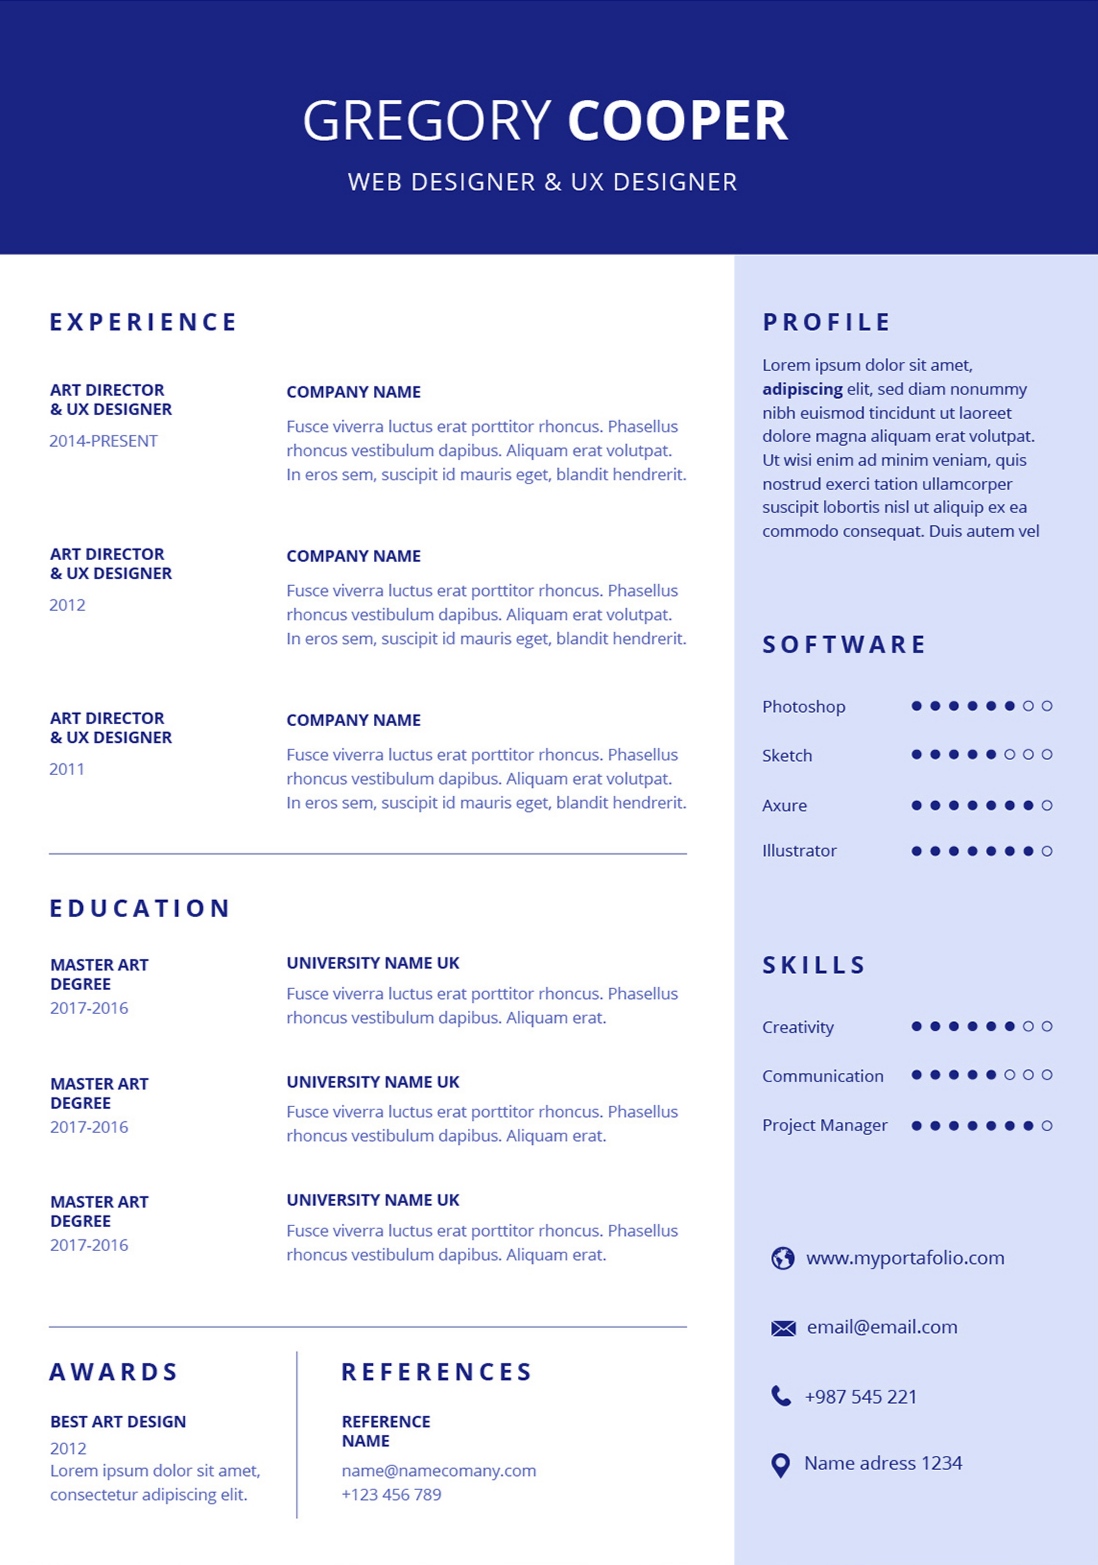 GREGORY COOPER
WEB DESIGNER & UX DESIGNER
EXPERIENCE
ART DIRECTOR
& UX DESIGNER
2014-PRESENT
COMPANY NAME
Fusce viverra luctus erat porttitor rhoncus. Phasellus
rhoncus vestibulum dapibus. Aliquam erat volutpat.
In eros sem, suscipit id mauris eget, blandit hendrerit.
ART DIRECTOR
& UX DESIGNER
2012
COMPANY NAME
Fusce viverra luctus erat porttitor rhoncus. Phasellus
rhoncus vestibulum dapibus. Aliquam erat volutpat.
In eros sem, suscipit id mauris eget, blandit hendrerit.
ART DIRECTOR
& UX DESIGNER
2011
COMPANY NAME
Fusce viverra luctus erat porttitor rhoncus. Phasellus
rhoncus vestibulum dapibus. Aliquam erat volutpat.
In eros sem, suscipit id mauris eget, blandit hendrerit.
EDUCATION
MASTER ART
DEGREE
2017-2016
UNIVERSITY NAME UK
Fusce viverra luctus erat porttitor rhoncus. Phasellus
rhoncus vestibulum dapibus. Aliquam erat.
MASTER ART
DEGREE
2017-2016
UNIVERSITY NAME UK
Fusce viverra luctus erat porttitor rhoncus. Phasellus
rhoncus vestibulum dapibus. Aliquam erat.
MASTER ART
DEGREE
2017-2016
UNIVERSITY NAME UK
Fusce viverra luctus erat porttitor rhoncus. Phasellus
rhoncus vestibulum dapibus. Aliquam erat.
AWARDS
BEST ART DESIGN
2012
Lorem ipsum dolor sit amet,
consectetur adipiscing elit.
REFERENCES
REFERENCE
NAME
name@namecomany.com
+123 456 789
PROFILE
Lorem ipsum dolor sit amet,
adipiscing elit, sed diam nonummy
nibh euismod tincidunt ut laoreet
dolore magna aliquam erat volutpat.
Ut wisi enim ad minim veniam, quis
nostrud exerci tation ullamcorper
suscipit lobortis nisl ut aliquip ex ea
commodo consequat. Duis autem vel
SOFTWARE
Photoshop
Sketch
Axure
Illustrator
SKILLS
Creativity
Communication
Project Manager
www.myportafolio.com
email@email.com
+987 545 221
Name adress 1234